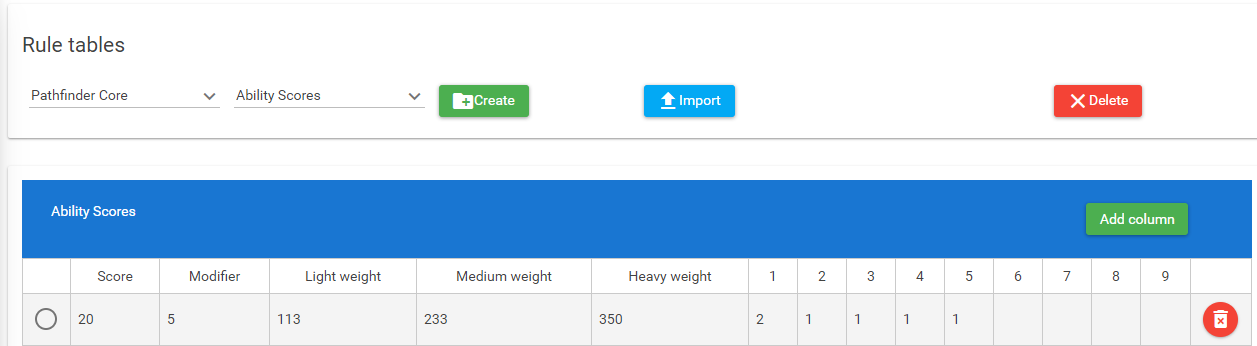 Rule tables
Pathfinder Core Ability Scores Create Import Delete
Ability Scores Add column
Score Modifier Light weight Medium weight Heavy weight 1 2 3 4 5 6 7 8 9
20 5 113 233 350 2 1 1 1 1